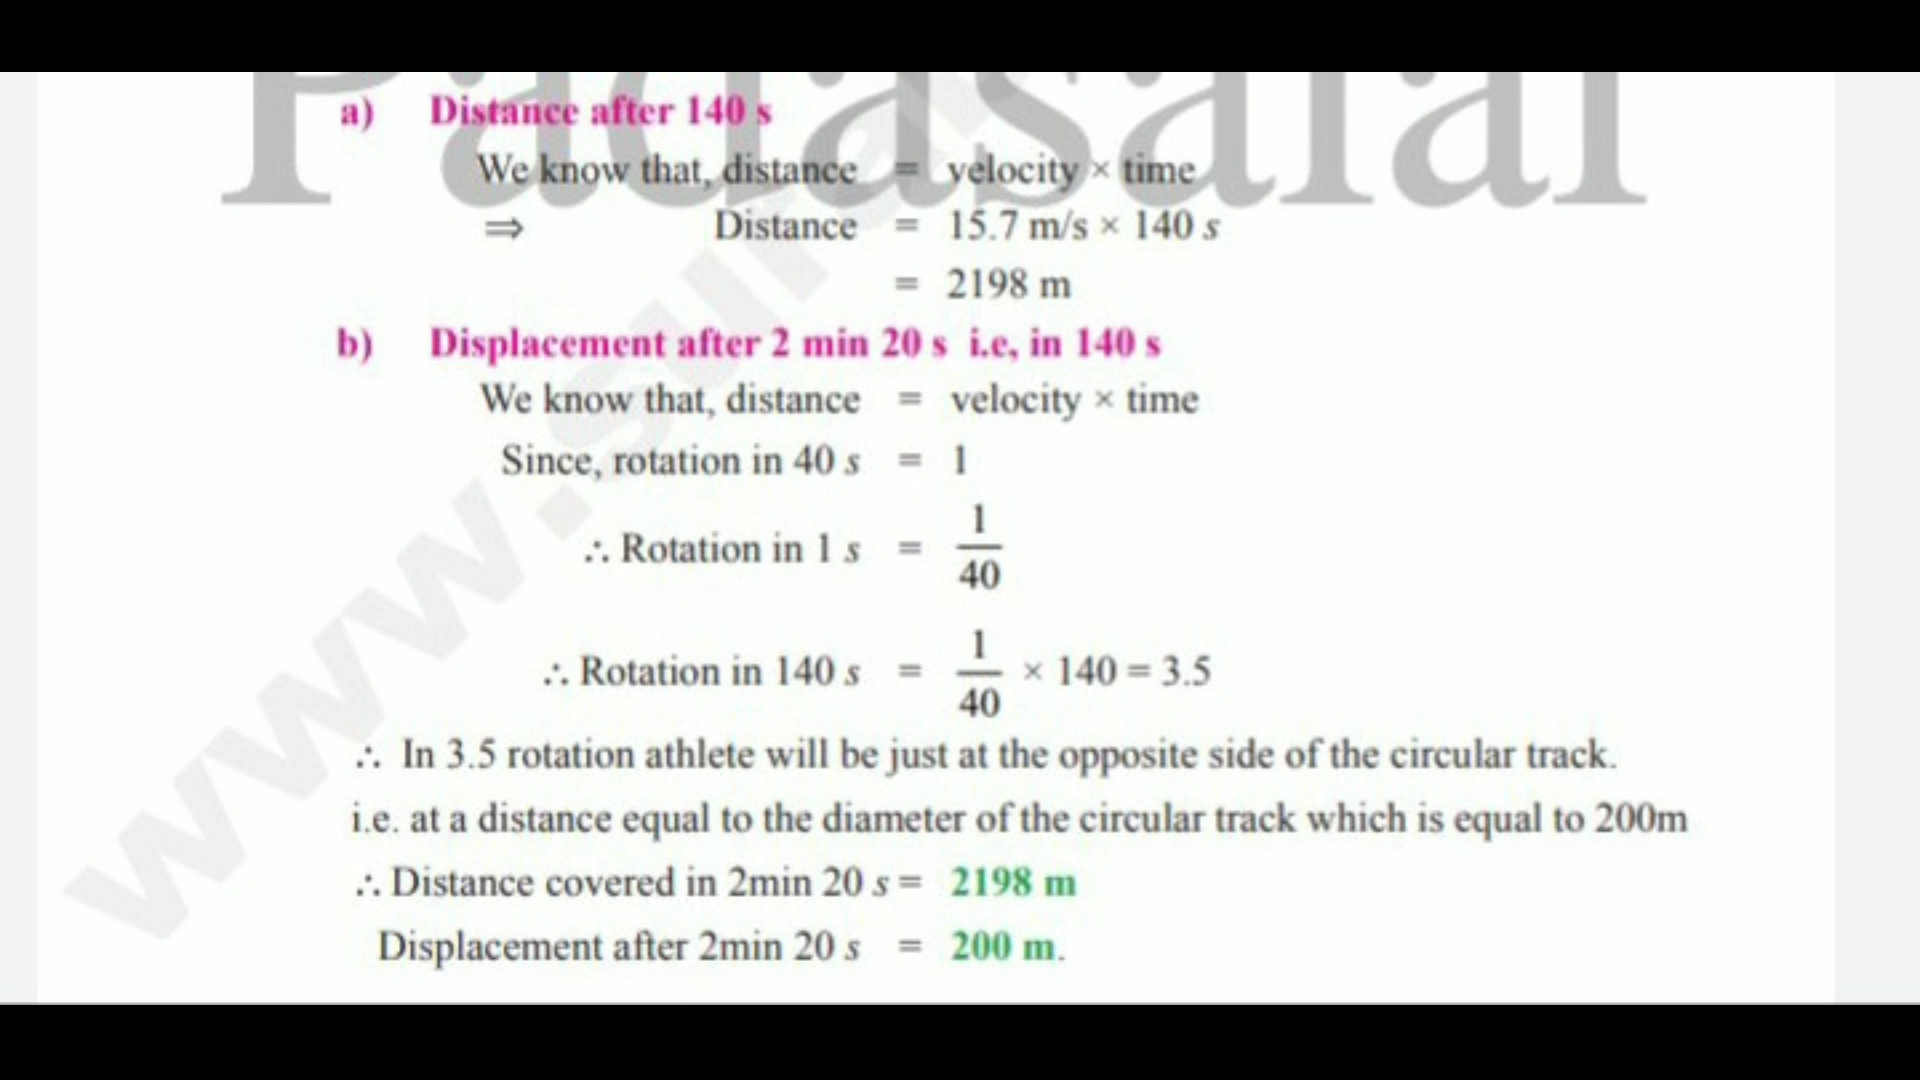 Padasalai
a) Distance after 140 s
We know that, distance = velocity × time
⇒ Distance = 15.7 m/s × 140 s
= 2198 m
b) Displacement after 2 min 20 s i.e, in 140 s
We know that, distance = velocity × time
Since, rotation in 40 s = 1
∴ Rotation in 1 s = 1/40
∴ Rotation in 140 s = 1/40 × 140 = 3.5
∴ In 3.5 rotation athlete will be just at the opposite side of the circular track.
i.e. at a distance equal to the diameter of the circular track which is equal to 200m
∴ Distance covered in 2min 20 s = 2198 m
Displacement after 2min 20 s = 200 m.
www.sura